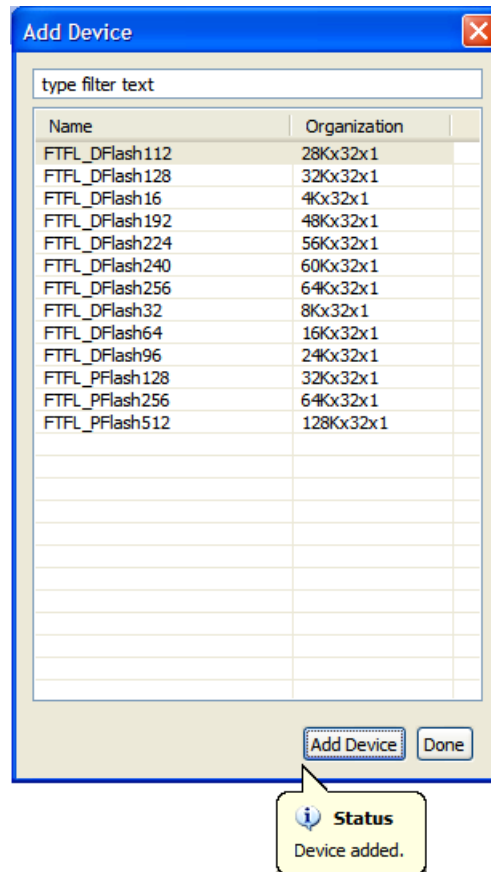 Add Device
type filter text
Name Organization
FTFL_DFlash112 28Kx32x1
FTFL_DFlash128 32Kx32x1
FTFL_DFlash16 4Kx32x1
FTFL_DFlash192 48Kx32x1
FTFL_DFlash224 56Kx32x1
FTFL_DFlash240 60Kx32x1
FTFL_DFlash256 64Kx32x1
FTFL_DFlash32 8Kx32x1
FTFL_DFlash64 16Kx32x1
FTFL_DFlash96 24Kx32x1
FTFL_PFlash128 32Kx32x1
FTFL_PFlash256 64Kx32x1
FTFL_PFlash512 128Kx32x1
Add Device Done
Status
Device added.